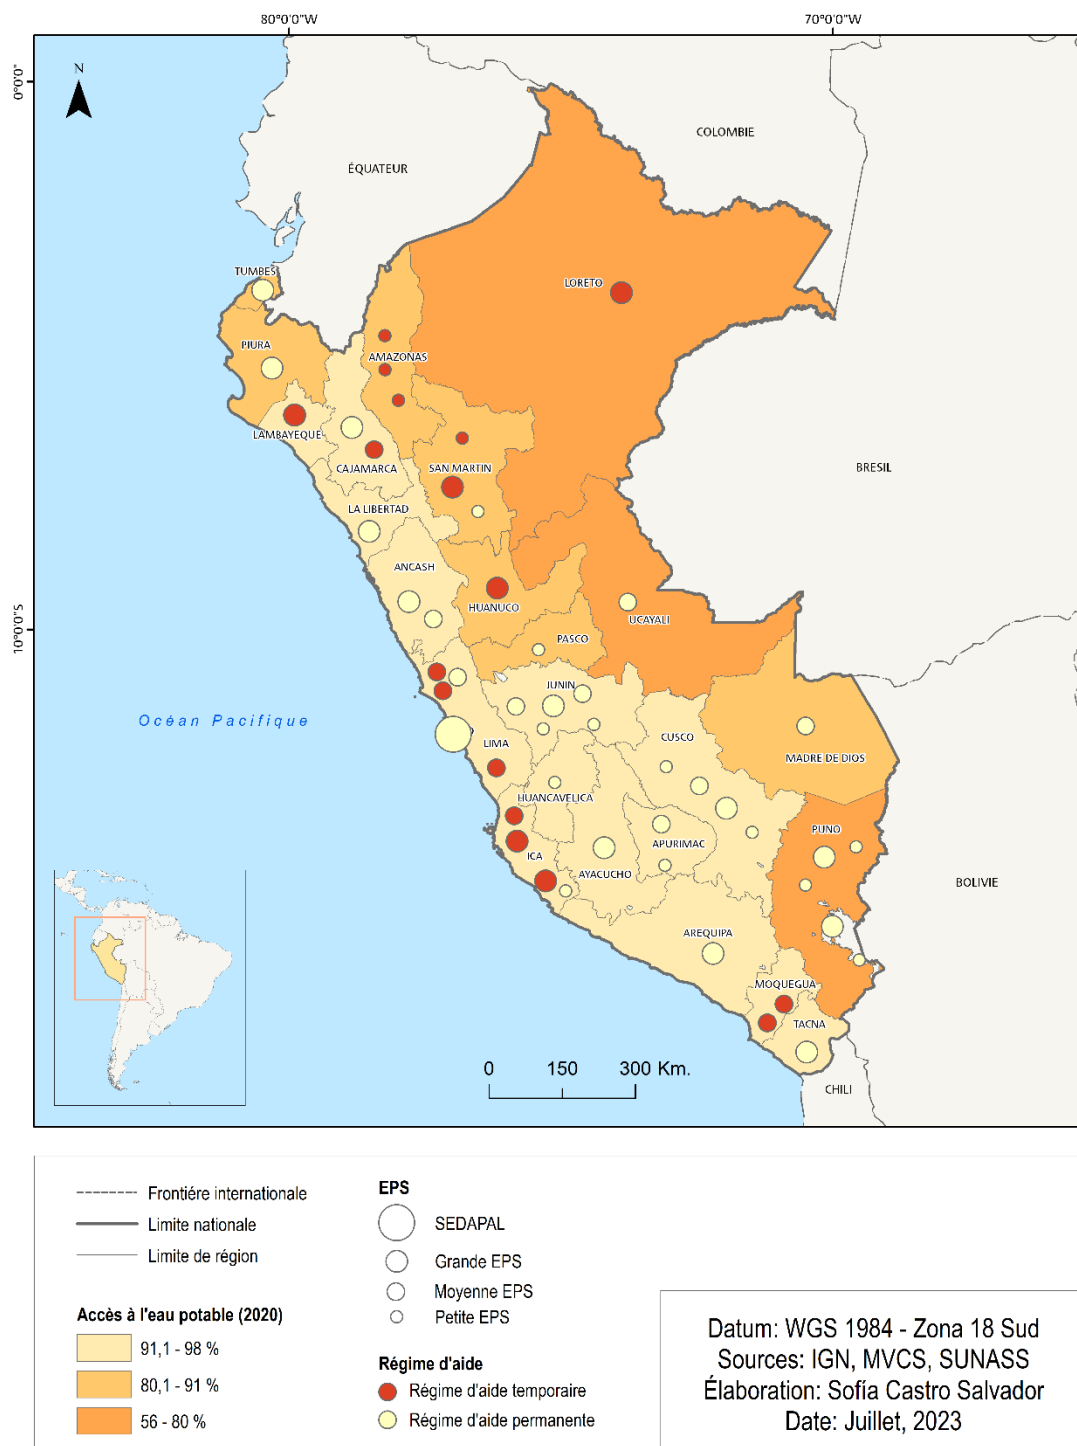 80°0'0"W
70°0'0"W
0°0'0"
10°0'0"S
N
COLOMBIE
ÉQUATEUR
TUMBES
LORETO
PIURA
AMAZONAS
LAMBAYEQUE
CAJAMARCA
SAN MARTIN
BRESIL
LA LIBERTAD
ANCASH
HUANUCO
UCAYALI
PASCO
JUNIN
Océan Pacifique
LIMA
CUSCO
MADRE DE DIOS
HUANCAVELICA
PUNO
APURIMAC
ICA
AYACUCHO
BOLIVIE
AREQUIPA
MOQUEGUA
TACNA
0 150 300 Km.
CHILI
Frontiére internationale
Limite nationale
Limite de région
Accès à l'eau potable (2020)
91,1 - 98 %
80,1 - 91 %
56 - 80 %
EPS
SEDAPAL
Grande EPS
Moyenne EPS
Petite EPS
Régime d'aide
Régime d'aide temporaire
Régime d'aide permanente
Datum: WGS 1984 - Zona 18 Sud
Sources: IGN, MVCS, SUNASS
Élaboration: Sofía Castro Salvador
Date: Juillet, 2023